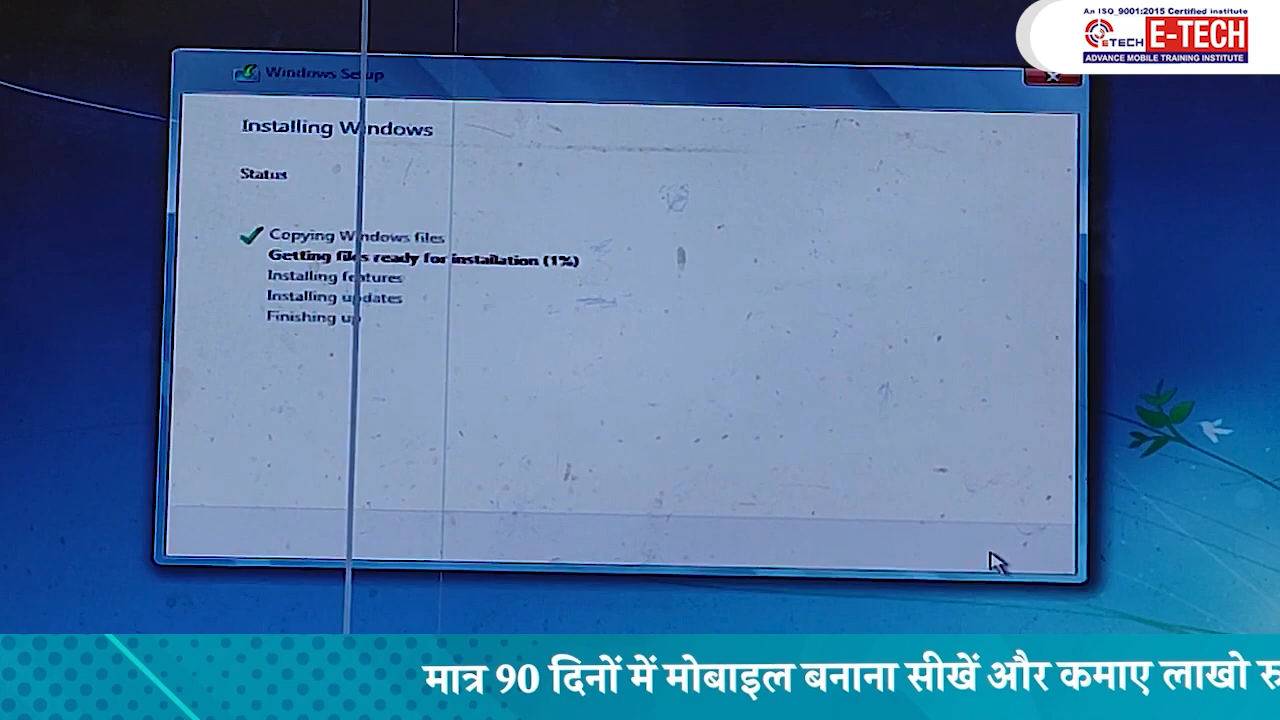 An ISO 9001:2015 Certified institute
ETECH E-TECH
ADVANCE MOBILE TRAINING INSTITUTE
Windows Setup
Installing Windows
Status
Copying Windows files
Getting files ready for installation (1%)
Installing features
Installing updates
Finishing up
मात्र 90 दिनों में मोबाइल बनाना सीखें और कमाए लाखो